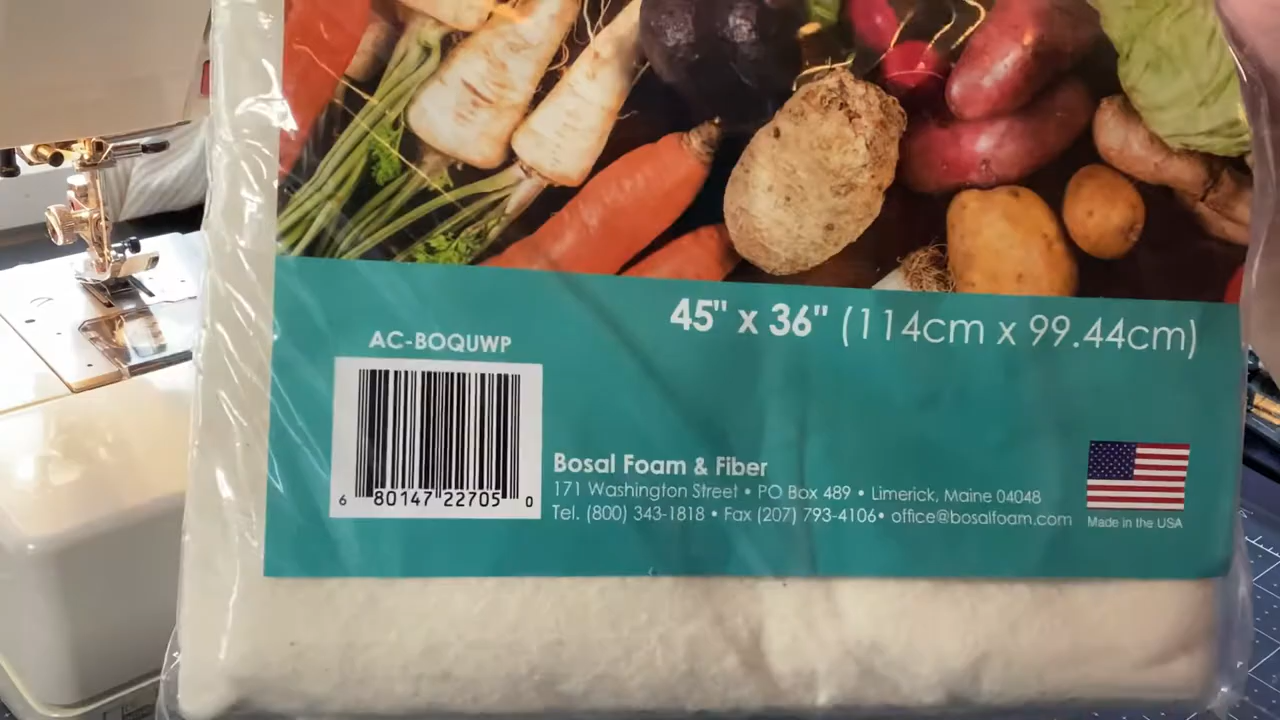 45" x 36" (114cm x 99.44cm)
AC-BOQUWP
6 80147 22705 0
Bosal Foam & Fiber
171 Washington Street • PO Box 489 • Limerick, Maine 04048
Tel. (800) 343-1818 • Fax (207) 793-4106• office@bosalfoam.com
Made in the USA